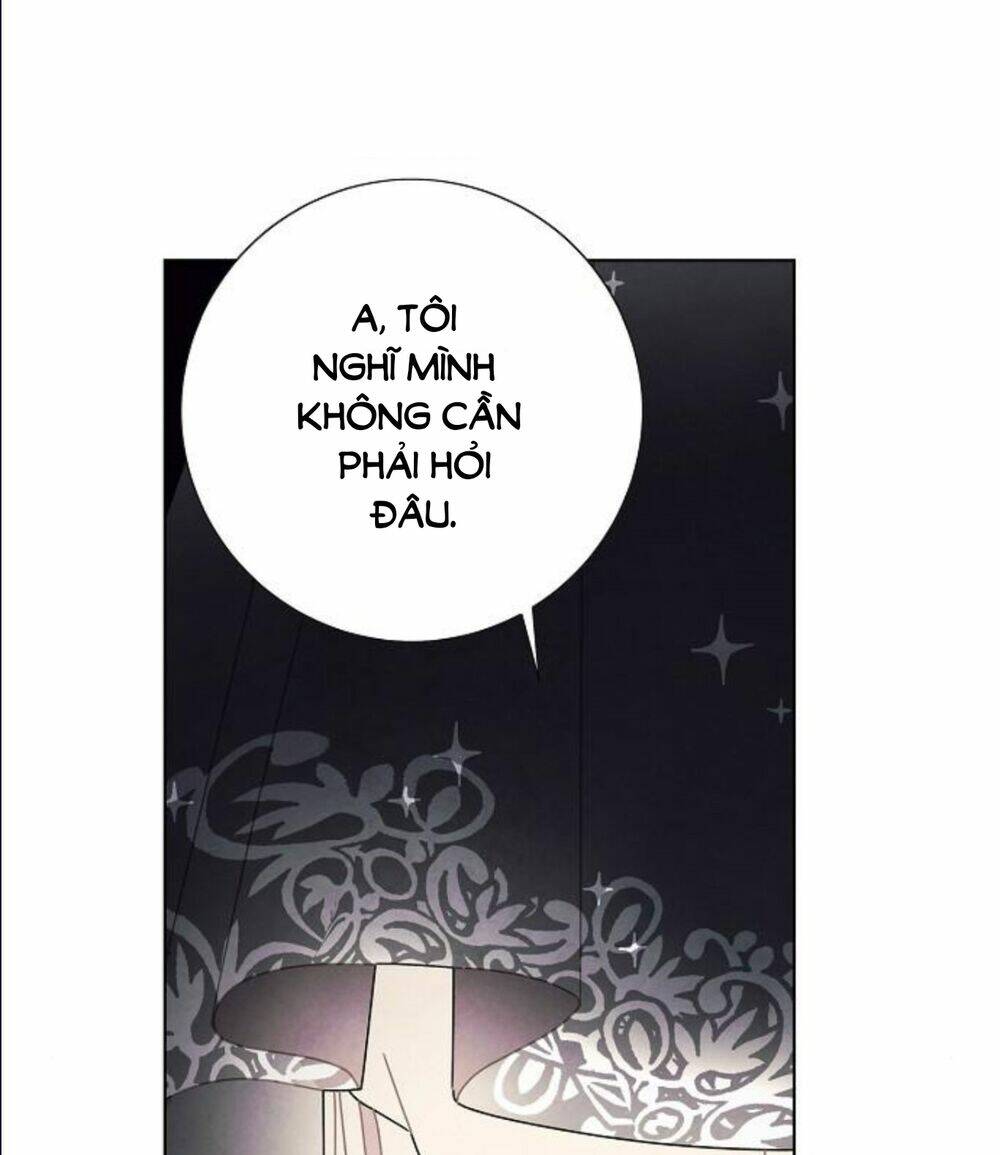 A, TÔI
NGHĨ MÌNH
KHÔNG CẦN
PHẢI HỎI
ĐÂU.